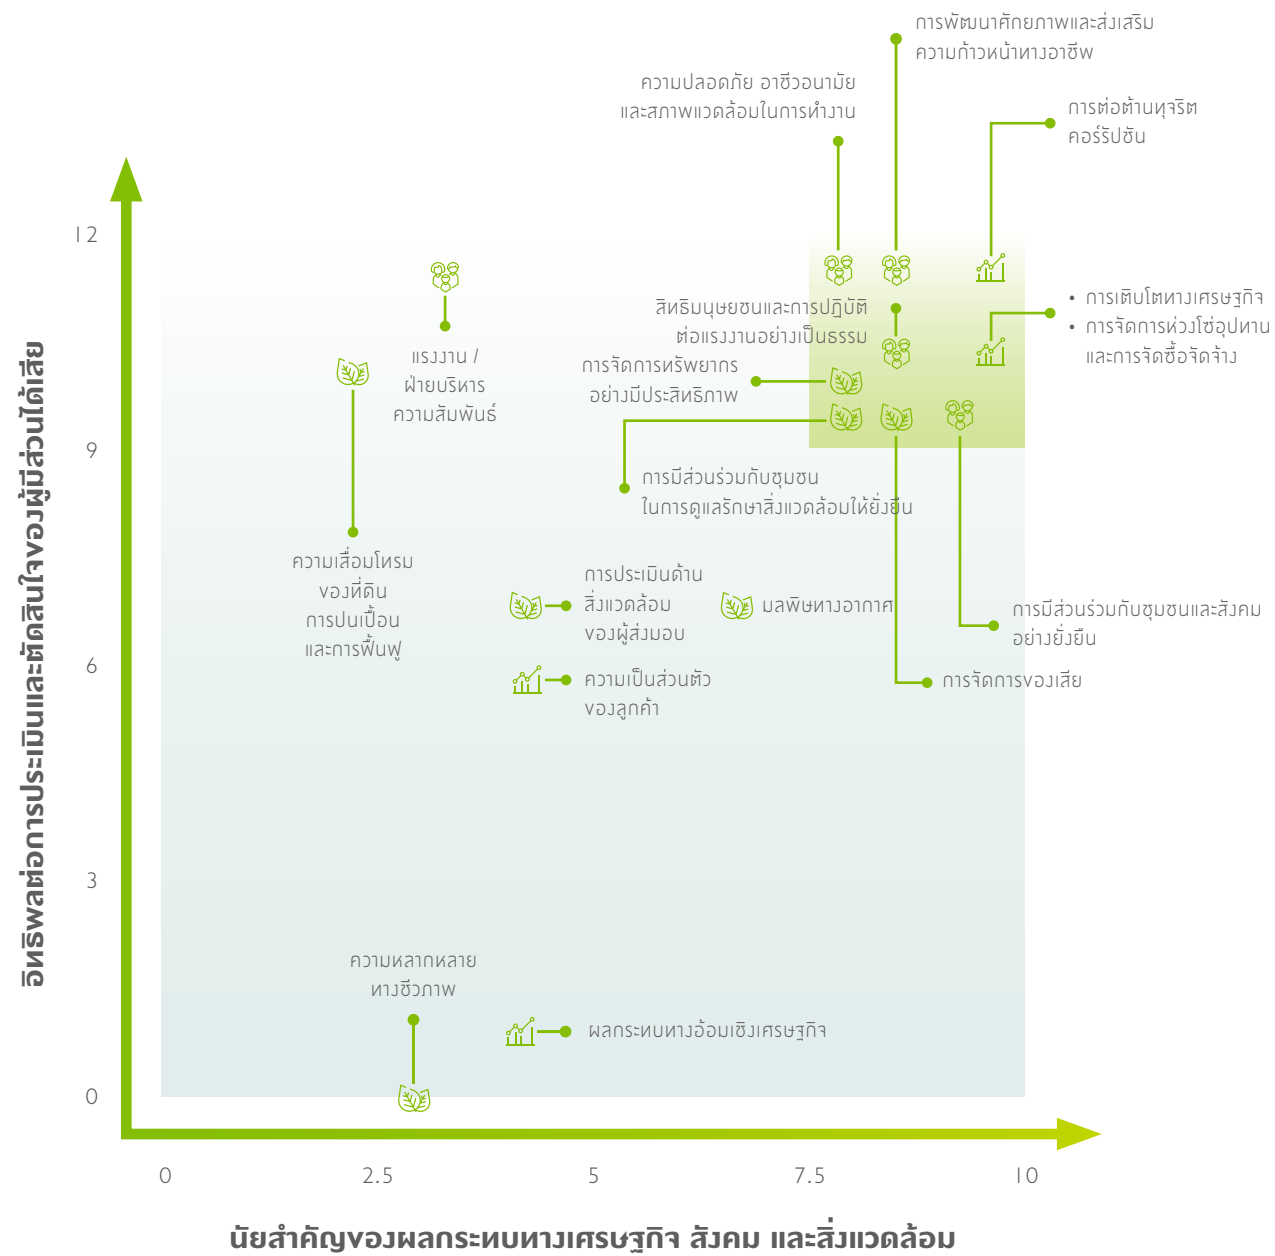 การพัฒนาศักยภาพและส่งเสริม
ความก้าวหน้าทางอาชีพ
ความปลอดภัย อาชีวอนามัย
และสภาพแวดล้อมในการทำงาน
การต่อต้านทุจริต
คอร์รัปชัน
12
สิทธิมนุษยชนและการปฏิบัติ
ต่อแรงงานอย่างเป็นธรรม
• การเติบโตทางเศรษฐกิจ
• การจัดการห่วงโซ่อุปทาน
และการจัดซื้อจัดจ้าง
แรงงาน /
ฝ่ายบริหาร
ความสัมพันธ์
การจัดการทรัพยากร
อย่างมีประสิทธิภาพ
9
การมีส่วนร่วมกับชุมชน
ในการดูแลรักษาสิ่งแวดล้อมให้ยั่งยืน
ความเสื่อมโทรม
ของที่ดิน
การปนเปื้อน
และการฟื้นฟู
การประเมินด้าน
สิ่งแวดล้อม
ของผู้ส่งมอบ
มลพิษทางอากาศ
การมีส่วนร่วมกับชุมชนและสังคม
อย่างยั่งยืน
6
ความเป็นส่วนตัว
ของลูกค้า
การจัดการของเสีย
อิทธิพลต่อการประเมินและตัดสินใจของผู้มีส่วนได้เสีย
3
ความหลากหลาย
ทางชีวภาพ
ผลกระทบทางอ้อมเชิงเศรษฐกิจ
0
0
2.5
5
7.5
10
นัยสำคัญของผลกระทบทางเศรษฐกิจ สังคม และสิ่งแวดล้อม